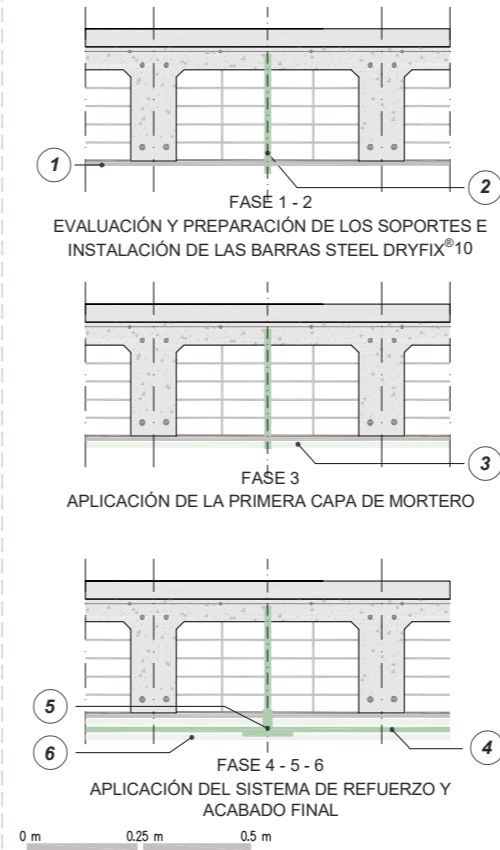 1
2
FASE 1 - 2
EVALUACIÓN Y PREPARACIÓN DE LOS SOPORTES E
INSTALACIÓN DE LAS BARRAS STEEL DRYFIX®10
3
FASE 3
APLICACIÓN DE LA PRIMERA CAPA DE MORTERO
5
6
4
FASE 4 - 5 - 6
APLICACIÓN DEL SISTEMA DE REFUERZO Y
ACABADO FINAL
0 m 0.25 m 0.5 m